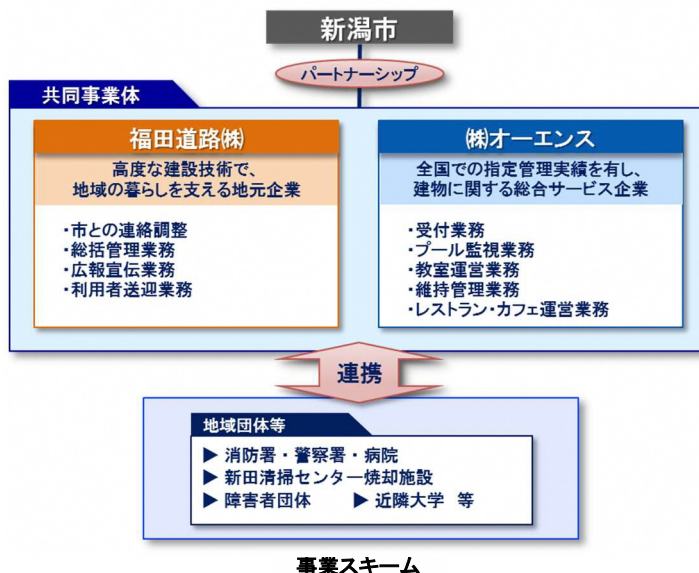 新潟市
パートナーシップ
共同事業体
福田道路㈱
高度な建設技術で、
地域の暮らしを支える地元企業
・市との連絡調整
・総括管理業務
・広報宣伝業務
・利用者送迎業務
㈱オーエンス
全国での指定管理実績を有し、
建物に関する総合サービス企業
・受付業務
・プール監視業務
・教室運営業務
・維持管理業務
・レストラン・カフェ運営業務
連携
地域団体等
▶ 消防署・警察署・病院
▶ 新田清掃センター焼却施設
▶ 障害者団体 ▶ 近隣大学 等
事業スキーム